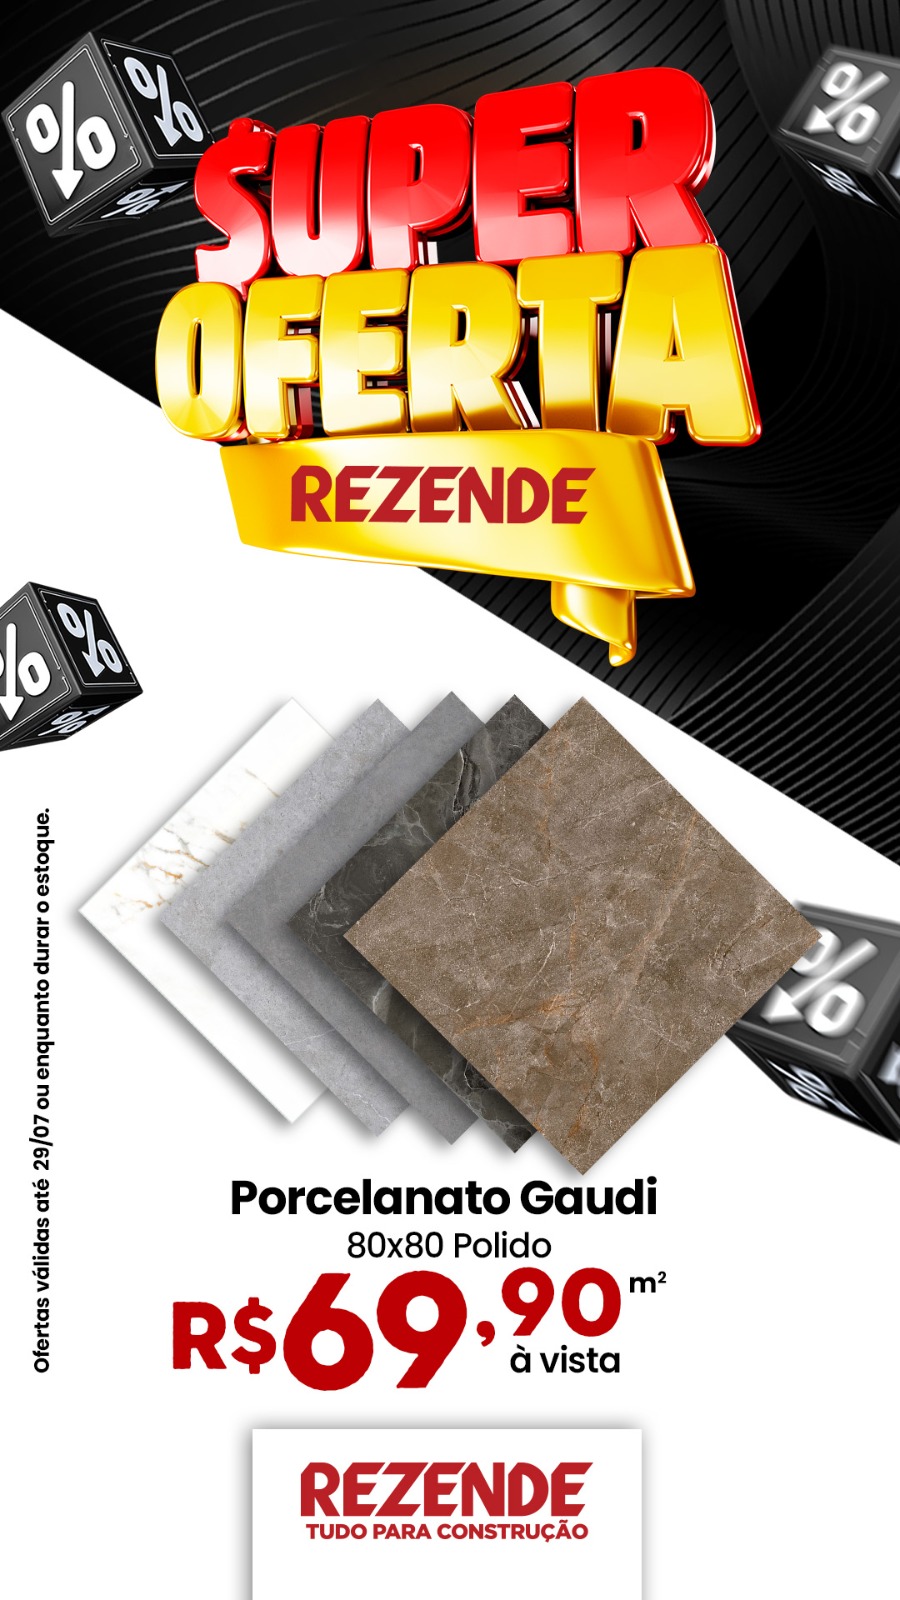 SUPER
OFERTA
REZENDE
Ofertas válidas até 29/07 ou enquanto durar o estoque.
Porcelanato Gaudi
80x80 Polido
R$69,90 m²
à vista
REZENDE
TUDO PARA CONSTRUÇÃO